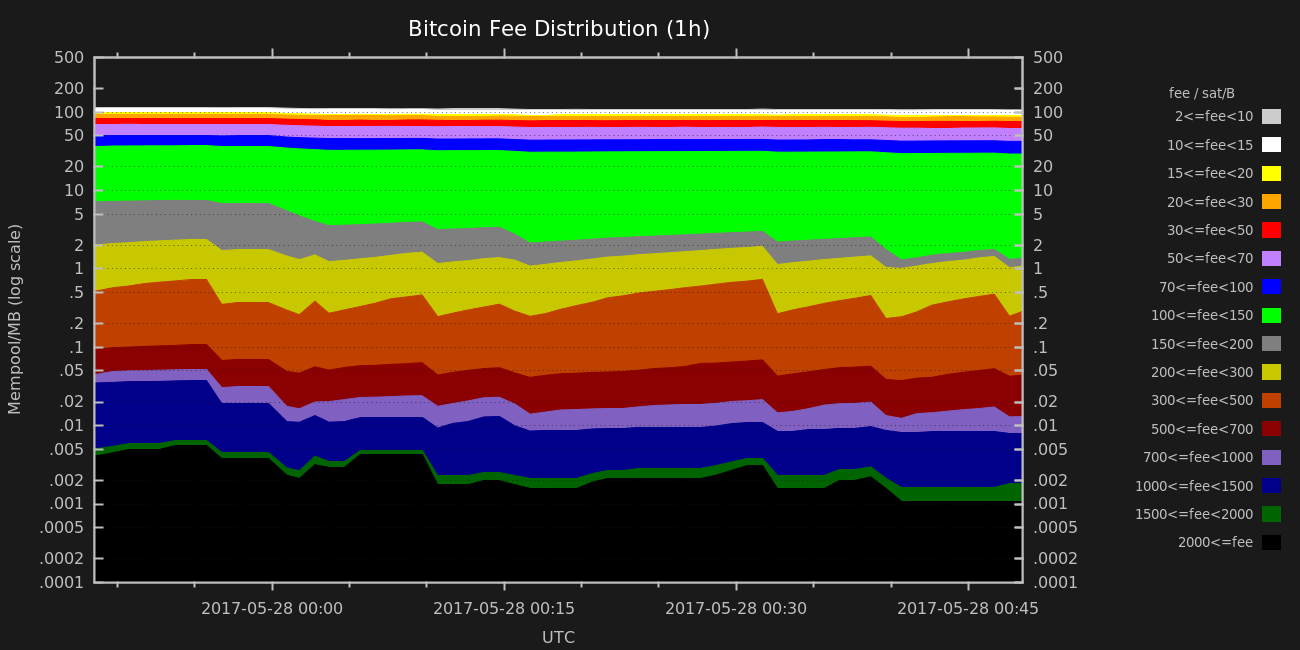 Bitcoin Fee Distribution (1h)
500 500
200 200
100 100
50 50
20 20
10 10
5 5
2 2
1 1
.5 .5
.2 .2
.1 .1
.05 .05
.02 .02
.01 .01
.005 .005
.002 .002
.001 .001
.0005 .0005
.0002 .0002
.0001 .0001
Mempool/MB (log scale)
2017-05-28 00:00 2017-05-28 00:15 2017-05-28 00:30 2017-05-28 00:45
UTC
fee / sat/B
2<=fee<10
10<=fee<15
15<=fee<20
20<=fee<30
30<=fee<50
50<=fee<70
70<=fee<100
100<=fee<150
150<=fee<200
200<=fee<300
300<=fee<500
500<=fee<700
700<=fee<1000
1000<=fee<1500
1500<=fee<2000
2000<=fee